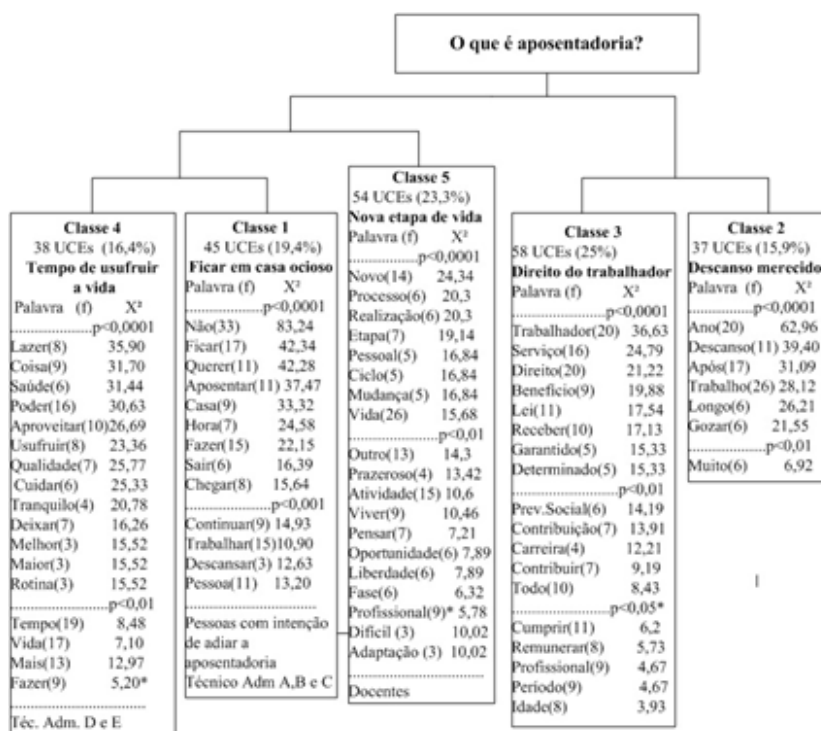 O que é aposentadoria?
Classe 4
38 UCEs (16,4%)
Tempo de usufruir
a vida
Palavra (f) X²
p<0,0001
Lazer(8) 35,90
Coisa(9) 31,70
Saúde(6) 31,44
Poder(16) 30,63
Aproveitar(10)26,69
Usufruir(8) 23,36
Qualidade(7) 25,77
Cuidar(6) 25,33
Tranquilo(4) 20,78
Deixar(7) 16,26
Melhor(3) 15,52
Maior(3) 15,52
Rotina(3) 15,52
p<0,01
Tempo(19) 8,48
Vida(17) 7,10
Mais(13) 12,97
Fazer(9) 5,20*
Téc. Adm. D e E
Classe 1
45 UCEs (19,4%)
Ficar em casa ocioso
Palavra (f) X²
p<0,0001
Não(33) 83,24
Ficar(17) 42,34
Querer(11) 42,28
Aposentar(11) 37,47
Casa(9) 33,32
Hora(7) 24,58
Fazer(15) 22,15
Sair(6) 16,39
Chegar(8) 15,64
p<0,001
Continuar(9) 14,93
Trabalhar(15)10,90
Descansar(3) 12,63
Pessoa(11) 13,20
Pessoas com intenção
de adiar a
aposentadoria
Técnico Adm A,B e C
Classe 5
54 UCEs (23,3%)
Nova etapa de vida
Palavra (f) X²
p<0,0001
Novo(14) 24,34
Processo(6) 20,3
Realização(6) 20,3
Etapa(7) 19,14
Pessoal(5) 16,84
Ciclo(5) 16,84
Mudança(5) 16,84
Vida(26) 15,68
p<0,01
Outro(13) 14,3
Prazeroso(4) 13,42
Atividade(15) 10,6
Viver(9) 10,46
Pensar(7) 7,21
Oportunidade(6) 7,89
Liberdade(6) 7,89
Fase(6) 6,32
Profissional(9)* 5,78
Difícil (3) 10,02
Adaptação (3) 10,02
Docentes
Classe 3
58 UCEs (25%)
Direito do trabalhador
Palavra (f) X²
p<0,0001
Trabalhador(20) 36,63
Serviço(16) 24,79
Direito(20) 21,22
Benefício(9) 19,88
Lei(11) 17,54
Receber(10) 17,13
Garantido(5) 15,33
Determinado(5) 15,33
p<0,01
Prev.Social(6) 14,19
Contribuição(7) 13,91
Carreira(4) 12,21
Contribuir(7) 9,19
Todo(10) 8,43
p<0,05*
Cumprir(11) 6,2
Remunerar(8) 5,73
Profissional(9) 4,67
Período(9) 4,67
Idade(8) 3,93
Classe 2
37 UCEs (15,9%)
Descanso merecido
Palavra (f) X²
p<0,0001
Ano(20) 62,96
Descanso(11) 39,40
Após(17) 31,09
Trabalho(26) 28,12
Longo(6) 26,21
Gozar(6) 21,55
p<0,01
Muito(6) 6,92